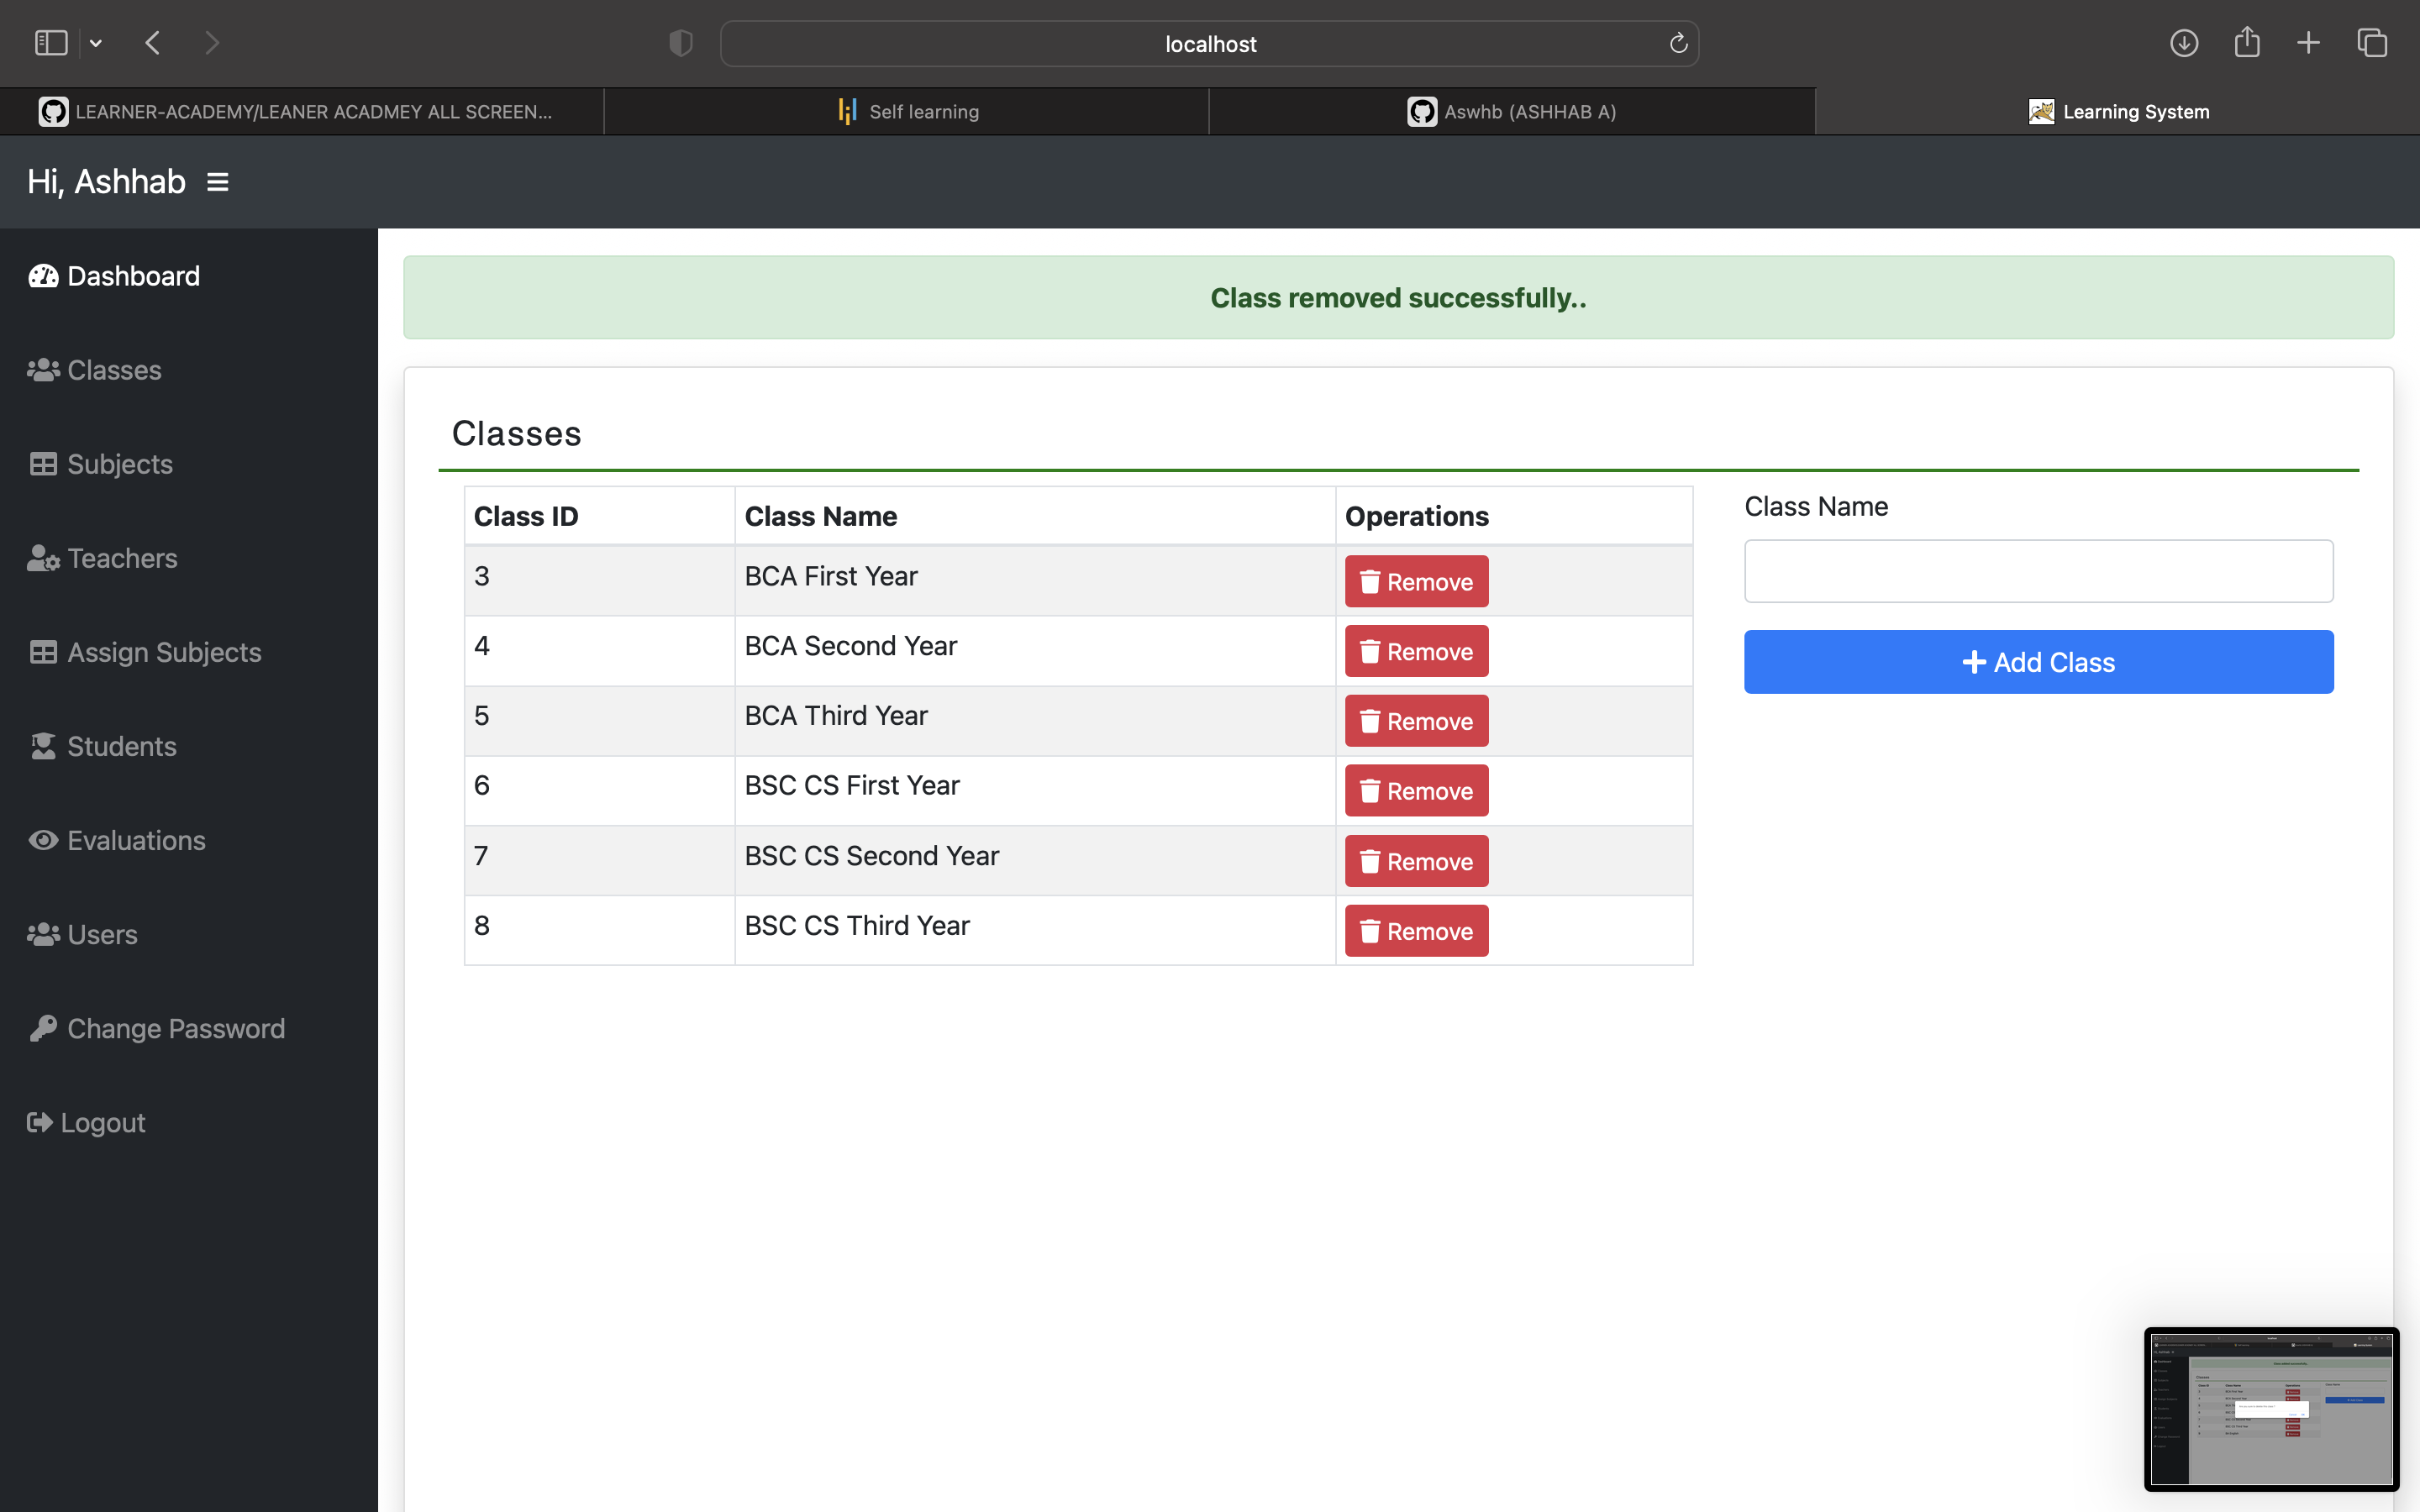 localhost
LEARNER-ACADEMY/LEANER ACADMEY ALL SCREEN...
Self learning
Aswhb (ASHHAB A)
Learning System
Hi, Ashhab
Dashboard
Classes
Subjects
Teachers
Assign Subjects
Students
Evaluations
Users
Change Password
Logout
Class removed successfully..
Classes
Class ID Class Name Operations
3 BCA First Year Remove
4 BCA Second Year Remove
5 BCA Third Year Remove
6 BSC CS First Year Remove
7 BSC CS Second Year Remove
8 BSC CS Third Year Remove
Class Name
Add Class